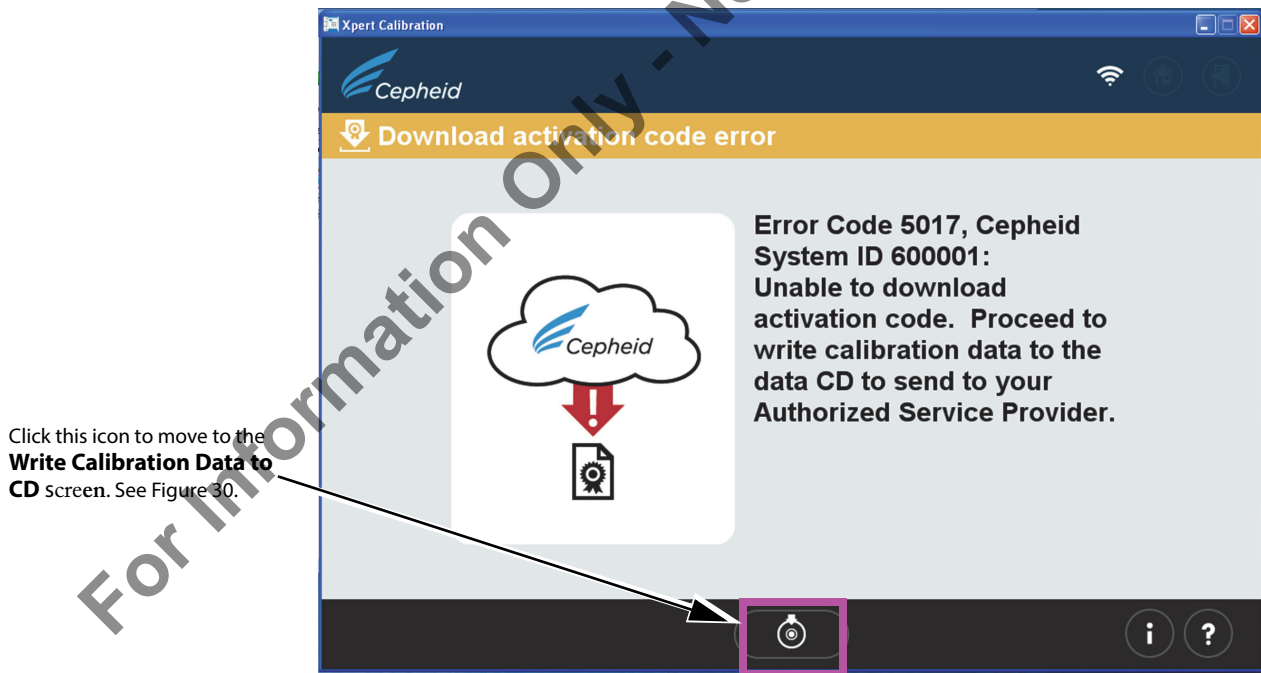 Xpert Calibration
Cepheid
Download activation code error
Error Code 5017, Cepheid
System ID 600001:
Unable to download
activation code.  Proceed to
write calibration data to the
data CD to send to your
Authorized Service Provider.
Cepheid
Click this icon to move to the
Write Calibration Data to
CD screen. See Figure 30.
i ?
For Information Only -